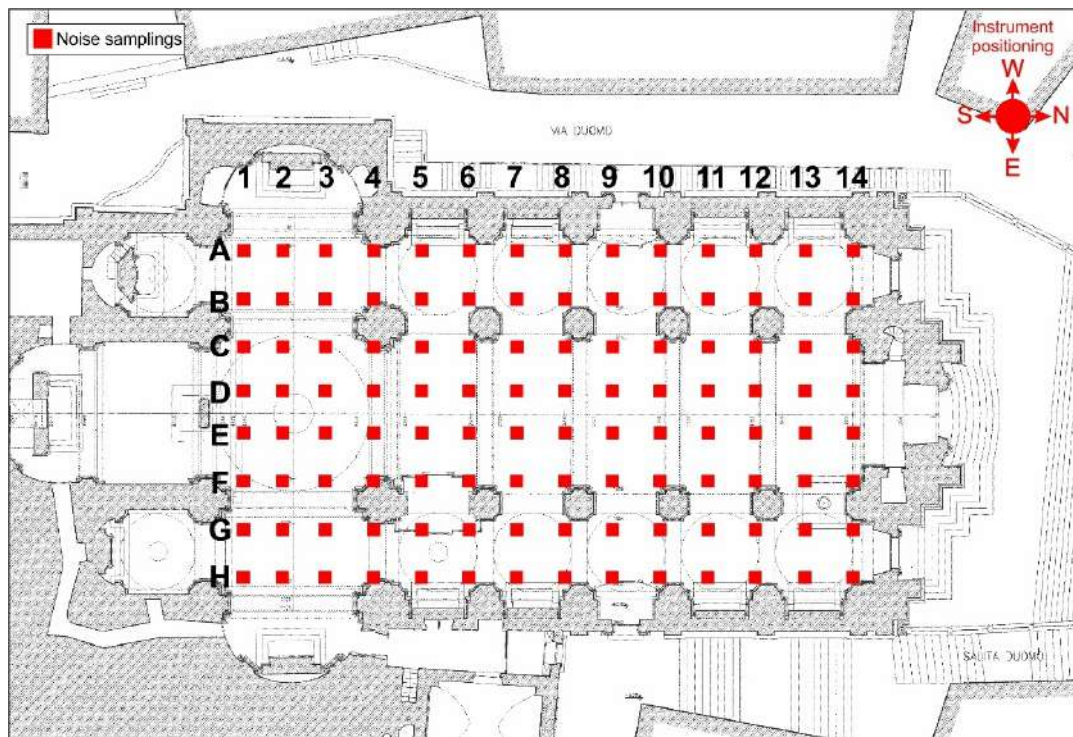 Noise samplings
Instrument
positioning
W
S N
E
VIA DUOMO
1 2 3 4 5 6 7 8 9 10 11 12 13 14
A
B
C
D
E
F
G
H
SALITA DUOMO